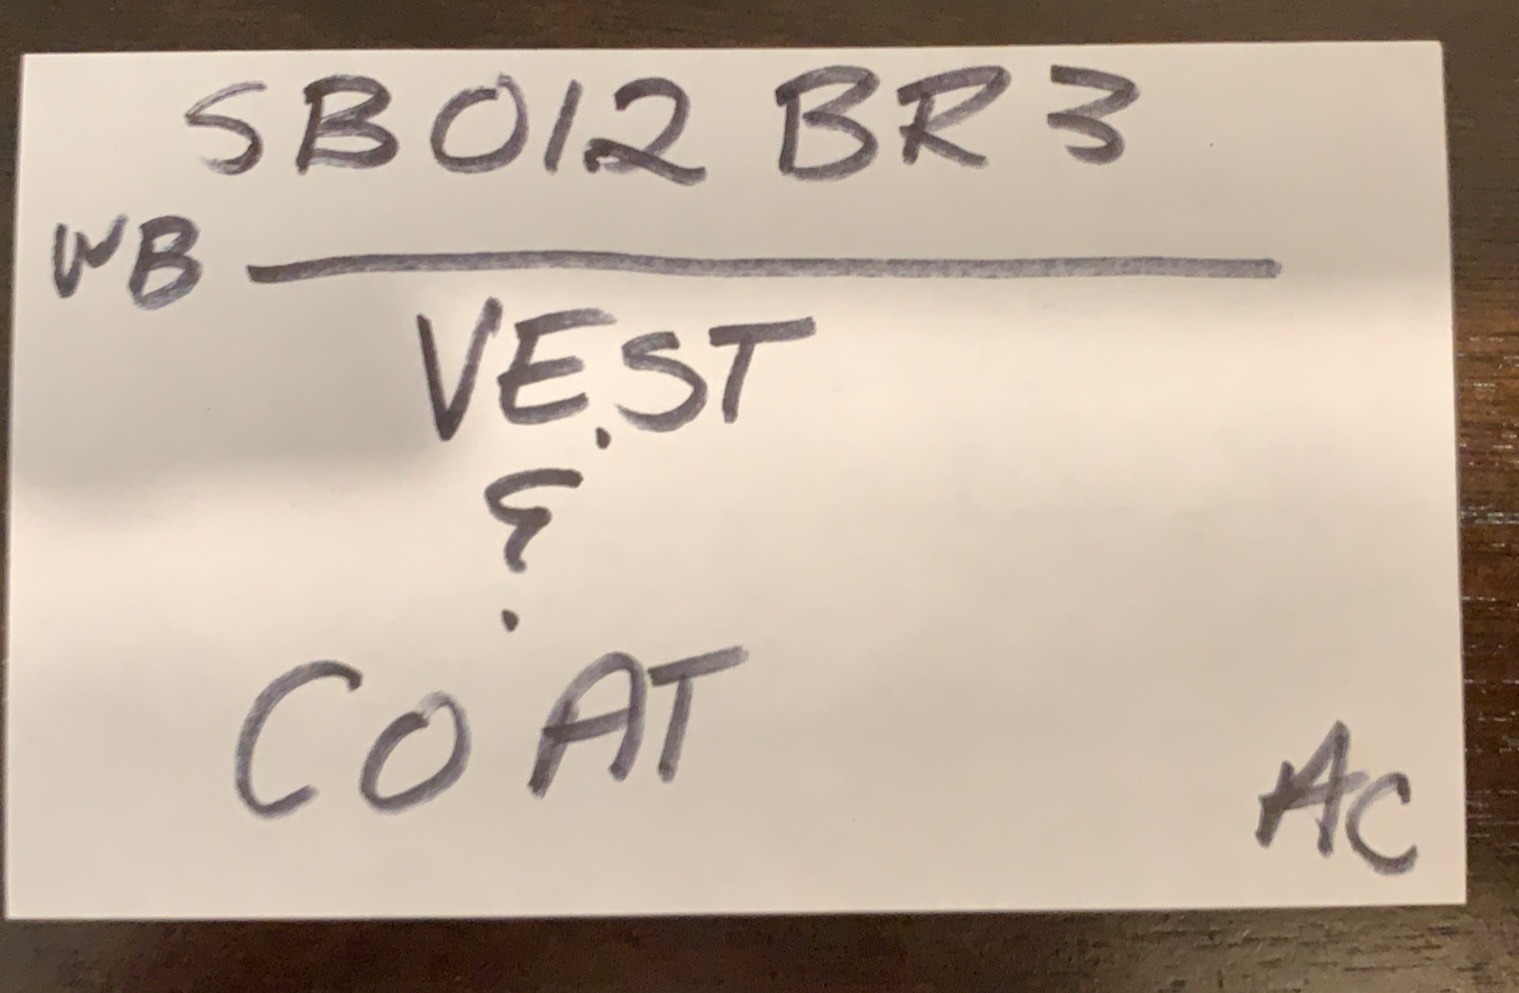 SB012 BR3
WB
VEST
&
COAT
AC